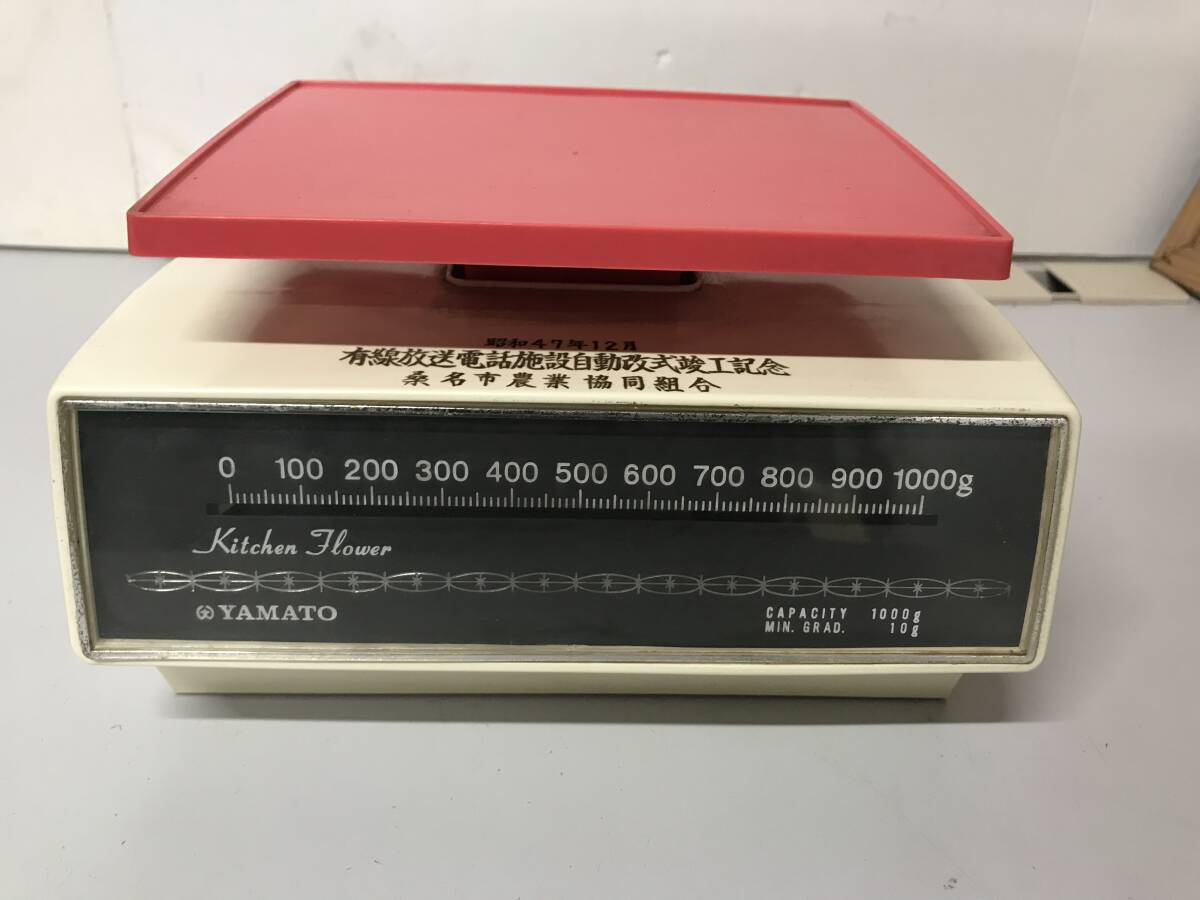 昭和47年12月
有線放送電話施設自動改式竣工記念
桑名市農業協同組合
0 100 200 300 400 500 600 700 800 900 1000g
Kitchen Flower
YAMATO
CAPACITY 1000g
MIN. GRAD. 10g